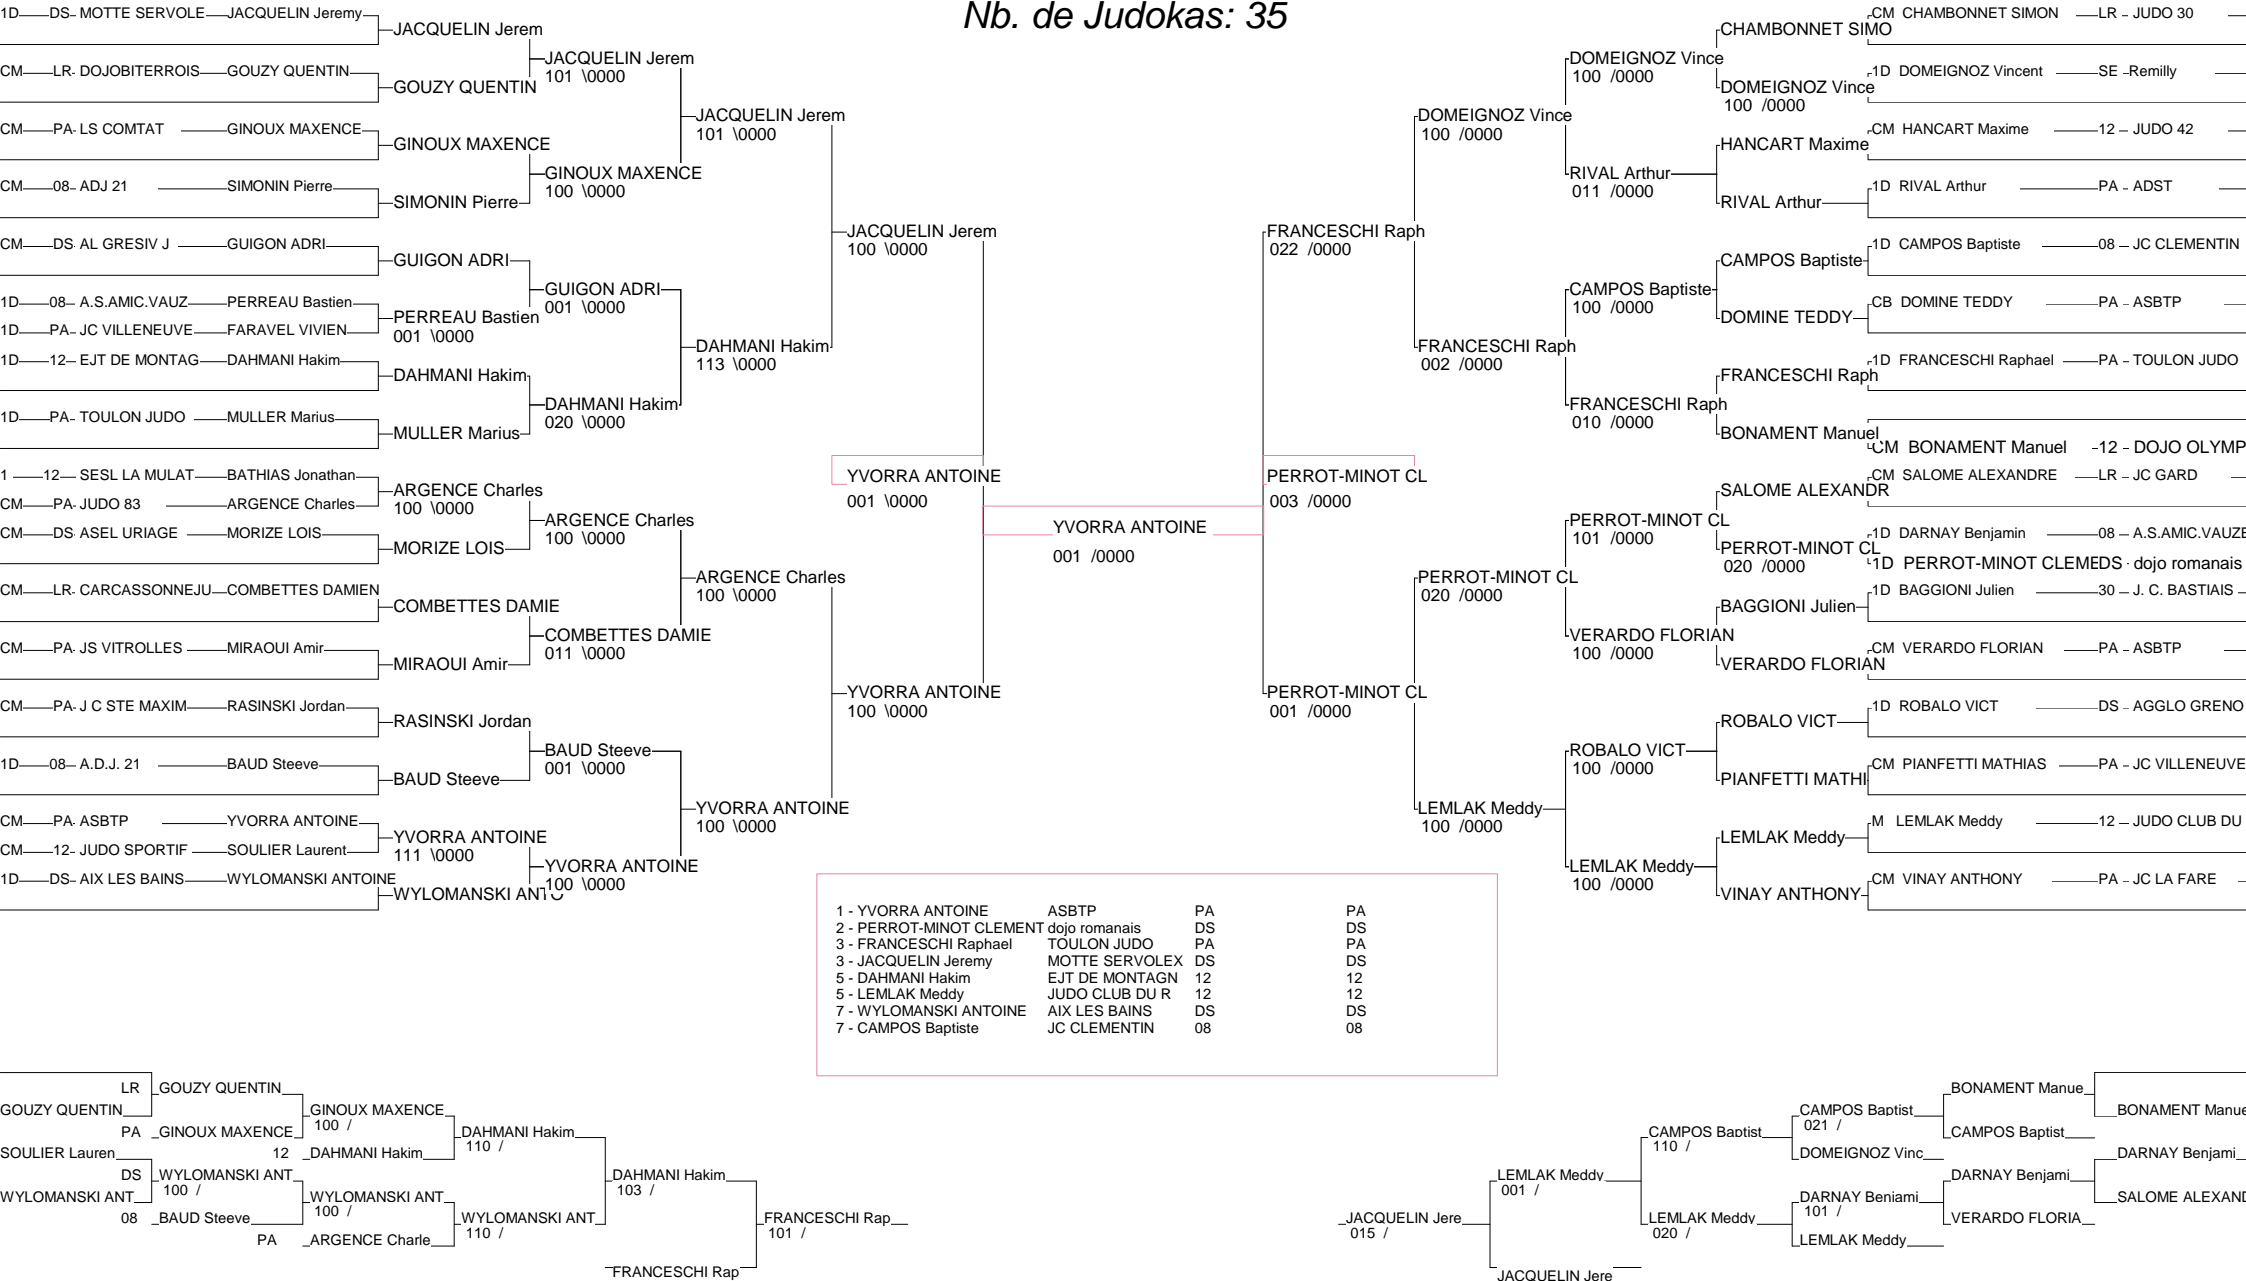 Nb. de Judokas: 35
1D DS- MOTTE SERVOLE JACQUELIN Jeremy
CM LR- DOJOBITERROIS GOUZY QUENTIN
CM PA- LS COMTAT GINOUX MAXENCE
CM 08- ADJ 21 SIMONIN Pierre
CM DS- AL GRESIV J GUIGON ADRI
1D 08- A.S.AMIC.VAUZ PERREAU Bastien
1D PA- JC VILLENEUVE FARAVEL VIVIEN
1D 12- EJT DE MONTAG DAHMANI Hakim
1D PA- TOULON JUDO MULLER Marius
1 12- SESL LA MULAT BATHIAS Jonathan
CM PA- JUDO 83 ARGENCE Charles
CM DS- ASEL URIAGE MORIZE LOIS
CM LR- CARCASSONNEJU COMBETTES DAMIEN
CM PA- JS VITROLLES MIRAOUI Amir
CM PA- J C STE MAXIM RASINSKI Jordan
1D 08- A.D.J. 21 BAUD Steeve
CM PA- ASBTP YVORRA ANTOINE
CM 12- JUDO SPORTIF SOULIER Laurent
1D DS- AIX LES BAINS WYLOMANSKI ANTOINE
JACQUELIN Jerem
GOUZY QUENTIN
GINOUX MAXENCE
SIMONIN Pierre
GUIGON ADRI
PERREAU Bastien
001 \0000
DAHMANI Hakim
MULLER Marius
ARGENCE Charles
100 \0000
MORIZE LOIS
COMBETTES DAMIE
MIRAOUI Amir
RASINSKI Jordan
BAUD Steeve
YVORRA ANTOINE
111 \0000
WYLOMANSKI ANTO
JACQUELIN Jerem
101 \0000
GINOUX MAXENCE
100 \0000
GUIGON ADRI
001 \0000
DAHMANI Hakim
020 \0000
ARGENCE Charles
100 \0000
COMBETTES DAMIE
011 \0000
BAUD Steeve
001 \0000
YVORRA ANTOINE
100 \0000
JACQUELIN Jerem
101 \0000
DAHMANI Hakim
113 \0000
ARGENCE Charles
100 \0000
YVORRA ANTOINE
100 \0000
JACQUELIN Jerem
100 \0000
YVORRA ANTOINE
001 \0000
YVORRA ANTOINE
100 \0000
YVORRA ANTOINE
001 /0000
FRANCESCHI Raph
022 /0000
PERROT-MINOT CL
003 /0000
PERROT-MINOT CL
001 /0000
DOMEIGNOZ Vince
100 /0000
FRANCESCHI Raph
002 /0000
PERROT-MINOT CL
020 /0000
LEMLAK Meddy
100 /0000
DOMEIGNOZ Vince
100 /0000
RIVAL Arthur
011 /0000
CAMPOS Baptiste
100 /0000
FRANCESCHI Raph
010 /0000
PERROT-MINOT CL
101 /0000
VERARDO FLORIAN
100 /0000
ROBALO VICT
100 /0000
LEMLAK Meddy
100 /0000
CHAMBONNET SIMO
DOMEIGNOZ Vince
100 /0000
HANCART Maxime
RIVAL Arthur
CAMPOS Baptiste
DOMINE TEDDY
FRANCESCHI Raph
BONAMENT Manuel
SALOME ALEXANDR
PERROT-MINOT CL
020 /0000
BAGGIONI Julien
VERARDO FLORIAN
ROBALO VICT
PIANFETTI MATHI
LEMLAK Meddy
VINAY ANTHONY
CM CHAMBONNET SIMON LR - JUDO 30
1D DOMEIGNOZ Vincent SE -Remilly
CM HANCART Maxime 12 - JUDO 42
1D RIVAL Arthur PA - ADST
1D CAMPOS Baptiste 08 - JC CLEMENTIN
CB DOMINE TEDDY PA - ASBTP
1D FRANCESCHI Raphael PA - TOULON JUDO
CM BONAMENT Manuel 12 - DOJO OLYMP
CM SALOME ALEXANDRE LR - JC GARD
1D DARNAY Benjamin 08 - A.S.AMIC.VAUZE
1D PERROT-MINOT CLEMEDS - dojo romanais
1D BAGGIONI Julien 30 - J. C. BASTIAIS
CM VERARDO FLORIAN PA - ASBTP
1D ROBALO VICT DS - AGGLO GRENO
CM PIANFETTI MATHIAS PA - JC VILLENEUVE
M LEMLAK Meddy 12 - JUDO CLUB DU
CM VINAY ANTHONY PA - JC LA FARE
1 - YVORRA ANTOINE ASBTP PA PA
2 - PERROT-MINOT CLEMENT dojo romanais DS DS
3 - FRANCESCHI Raphael TOULON JUDO PA PA
3 - JACQUELIN Jeremy MOTTE SERVOLEX DS DS
5 - DAHMANI Hakim EJT DE MONTAGN 12 12
5 - LEMLAK Meddy JUDO CLUB DU R 12 12
7 - WYLOMANSKI ANTOINE AIX LES BAINS DS DS
7 - CAMPOS Baptiste JC CLEMENTIN 08 08
LR GOUZY QUENTIN
GOUZY QUENTIN
PA GINOUX MAXENCE
SOULIER Lauren
12 DAHMANI Hakim
DS WYLOMANSKI ANT
100 /
WYLOMANSKI ANT
08 BAUD Steeve
PA ARGENCE Charle
GINOUX MAXENCE
100 /
WYLOMANSKI ANT
100 /
DAHMANI Hakim
110 /
WYLOMANSKI ANT
110 /
DAHMANI Hakim
103 /
FRANCESCHI Rap
FRANCESCHI Rap
101 /
JACQUELIN Jere
015 /
LEMLAK Meddy
001 /
JACQUELIN Jere
CAMPOS Baptist
110 /
LEMLAK Meddy
020 /
CAMPOS Baptist
021 /
DOMEIGNOZ Vinc
DARNAY Benjami
101 /
LEMLAK Meddy
BONAMENT Manue
CAMPOS Baptist
DARNAY Benjami
VERARDO FLORIA
BONAMENT Manue
DARNAY Benjami
SALOME ALEXAND